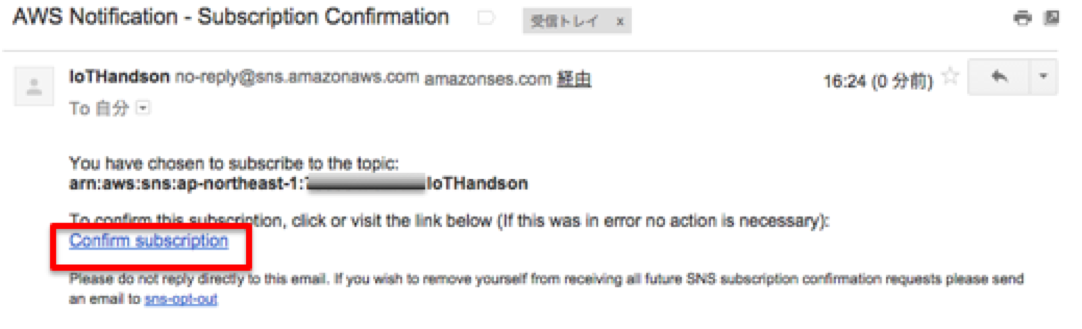 AWS Notification - Subscription Confirmation 受信トレイ x
IoTHandson no-reply@sns.amazonaws.com amazonses.com 経由 16:24 (0 分前)
To 自分
You have chosen to subscribe to the topic:
arn:aws:sns:ap-northeast-1: IoTHandson
To confirm this subscription, click or visit the link below (If this was in error no action is necessary):
Confirm subscription
Please do not reply directly to this email. If you wish to remove yourself from receiving all future SNS subscription confirmation requests please send
an email to sns-opt-out